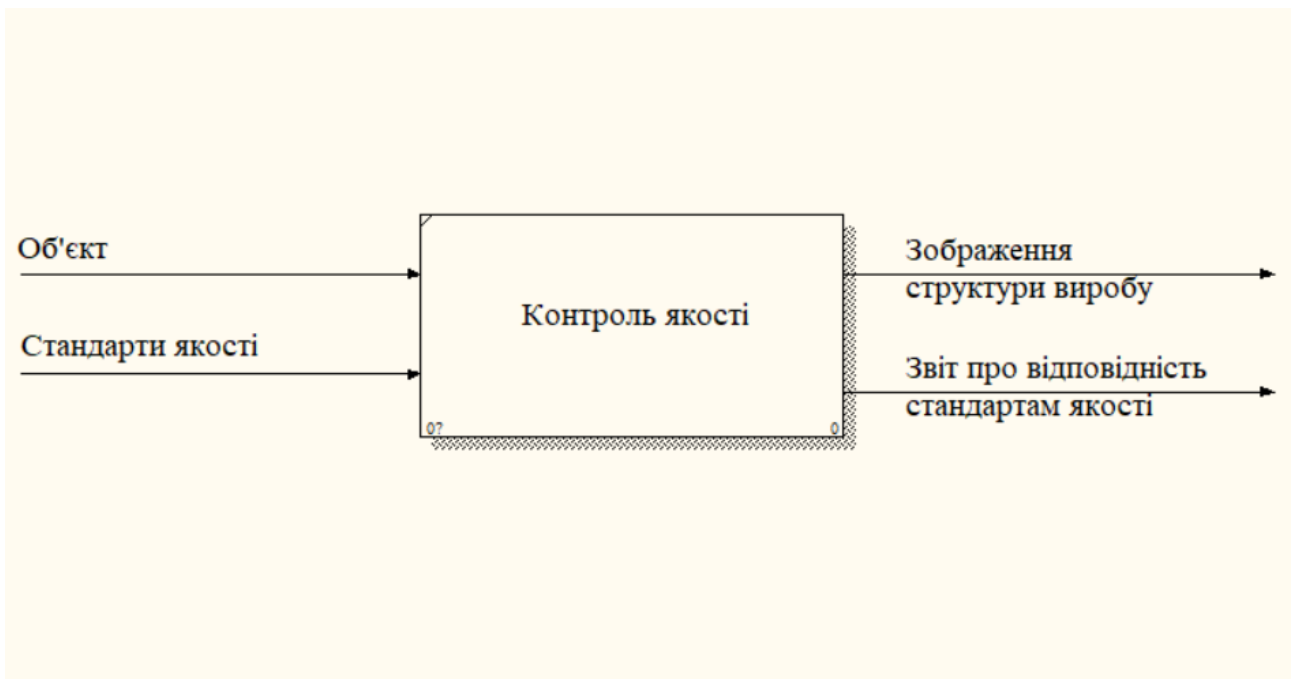 Об'єкт
Стандарти якості
Контроль якості
0?
0
Зображення
структури виробу
Звіт про відповідність
стандартам якості